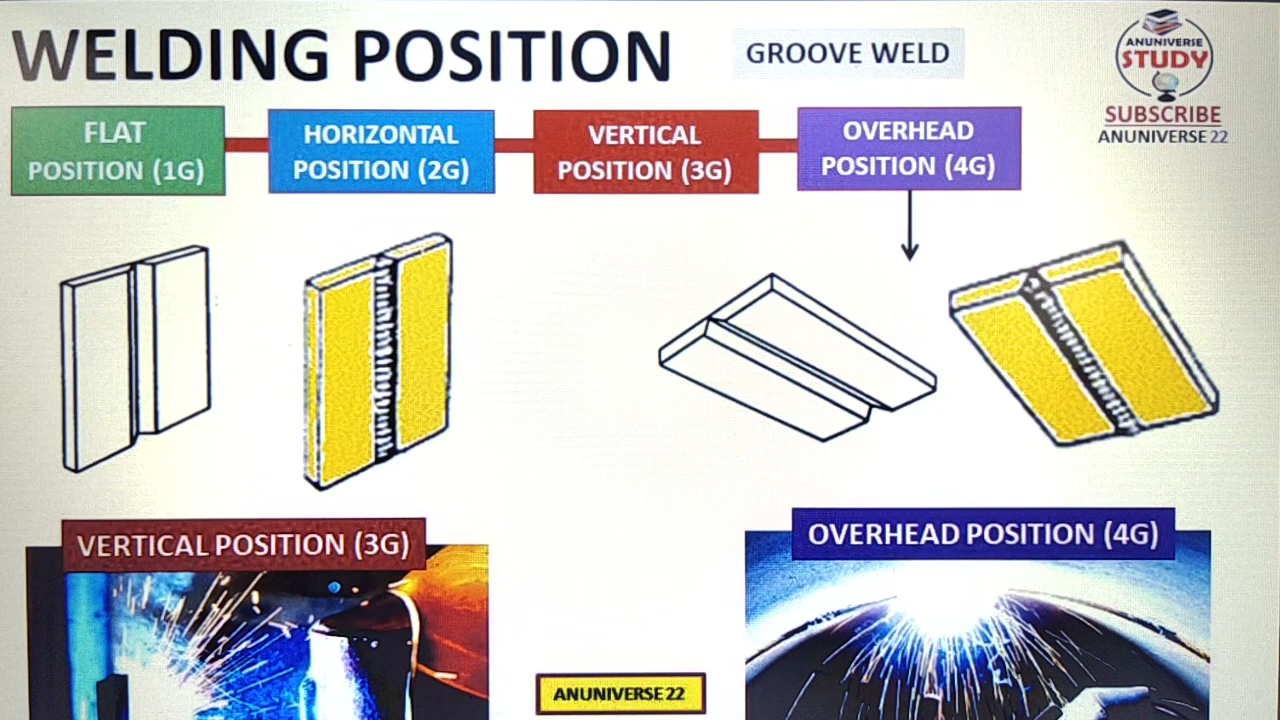 WELDING POSITION
GROOVE WELD
ANUNIVERSE
STUDY
SUBSCRIBE
ANUNIVERSE 22
FLAT
POSITION (1G)
HORIZONTAL
POSITION (2G)
VERTICAL
POSITION (3G)
OVERHEAD
POSITION (4G)
VERTICAL POSITION (3G)
OVERHEAD POSITION (4G)
ANUNIVERSE 22